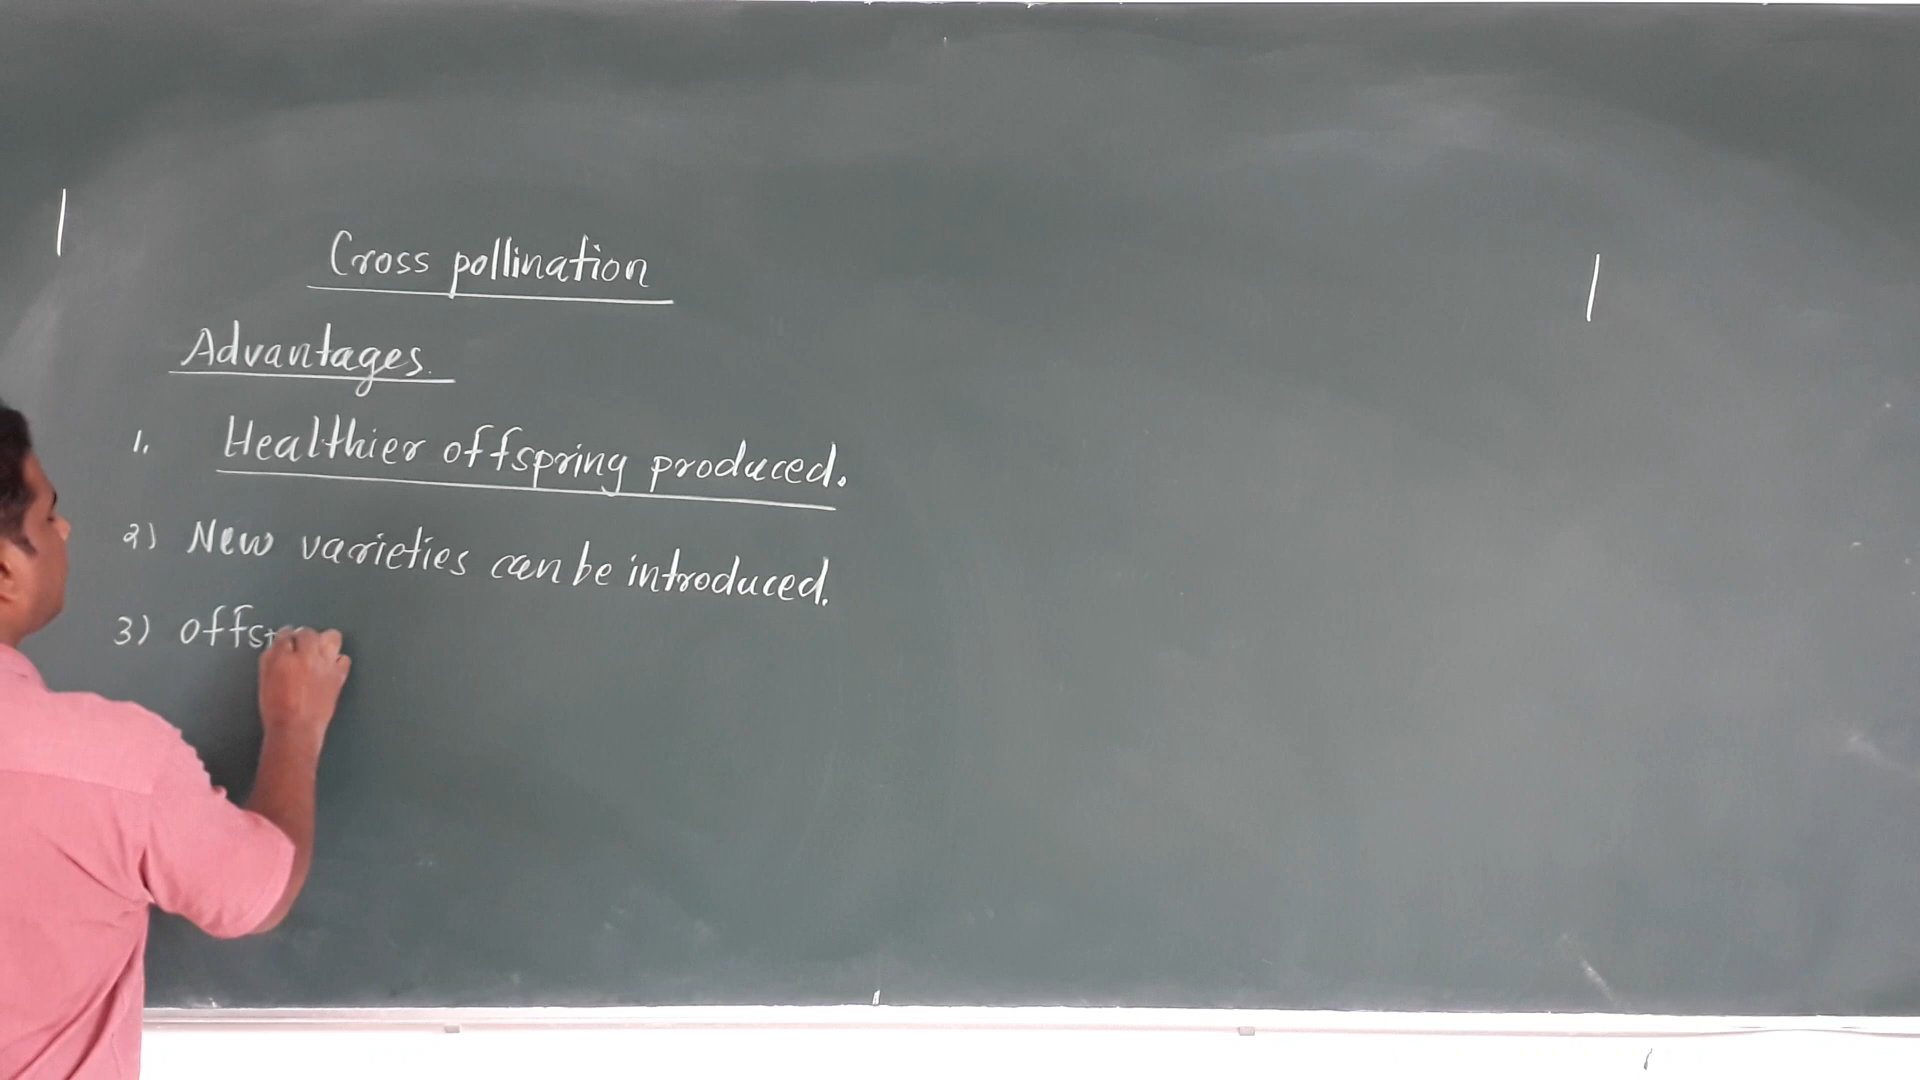 Cross pollination
Advantages.
1. Healthier offspring produced.
2) New varieties can be introduced.
3)